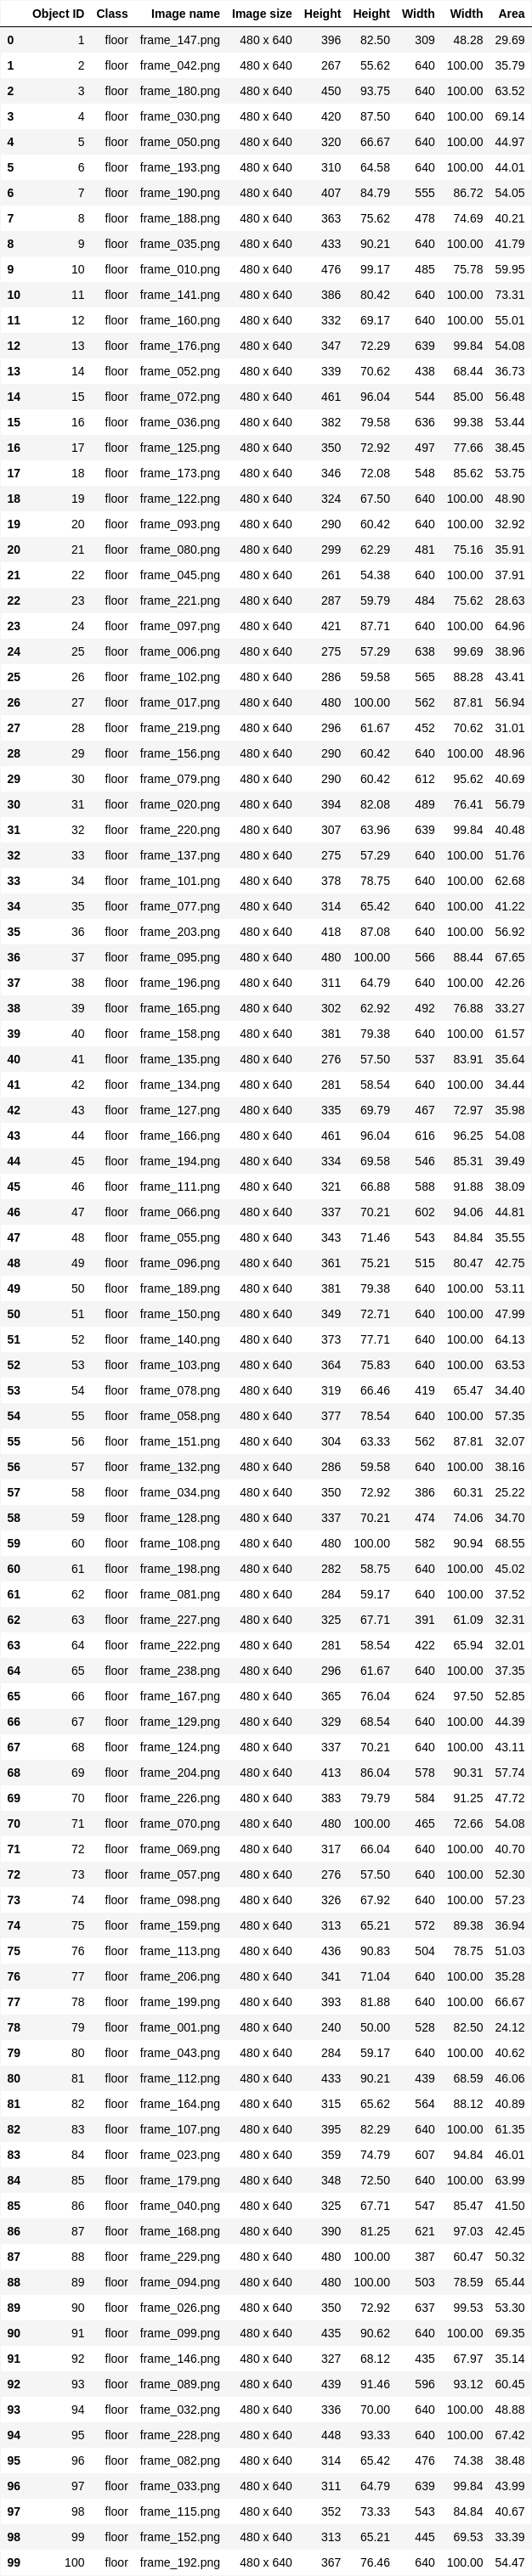 Object ID Class Image name Image size Height Height Width Width Area
0 1 floor frame_147.png 480 x 640 396 82.50 309 48.28 29.69
1 2 floor frame_042.png 480 x 640 267 55.62 640 100.00 35.79
2 3 floor frame_180.png 480 x 640 450 93.75 640 100.00 63.52
3 4 floor frame_030.png 480 x 640 420 87.50 640 100.00 69.14
4 5 floor frame_050.png 480 x 640 320 66.67 640 100.00 44.97
5 6 floor frame_193.png 480 x 640 310 64.58 640 100.00 44.01
6 7 floor frame_190.png 480 x 640 407 84.79 555 86.72 54.05
7 8 floor frame_188.png 480 x 640 363 75.62 478 74.69 40.21
8 9 floor frame_035.png 480 x 640 433 90.21 640 100.00 41.79
9 10 floor frame_010.png 480 x 640 476 99.17 485 75.78 59.95
10 11 floor frame_141.png 480 x 640 386 80.42 640 100.00 73.31
11 12 floor frame_160.png 480 x 640 332 69.17 640 100.00 55.01
12 13 floor frame_176.png 480 x 640 347 72.29 639 99.84 54.08
13 14 floor frame_052.png 480 x 640 339 70.62 438 68.44 36.73
14 15 floor frame_072.png 480 x 640 461 96.04 544 85.00 56.48
15 16 floor frame_036.png 480 x 640 382 79.58 636 99.38 53.44
16 17 floor frame_125.png 480 x 640 350 72.92 497 77.66 38.45
17 18 floor frame_173.png 480 x 640 346 72.08 548 85.62 53.75
18 19 floor frame_122.png 480 x 640 324 67.50 640 100.00 48.90
19 20 floor frame_093.png 480 x 640 290 60.42 640 100.00 32.92
20 21 floor frame_080.png 480 x 640 299 62.29 481 75.16 35.91
21 22 floor frame_045.png 480 x 640 261 54.38 640 100.00 37.91
22 23 floor frame_221.png 480 x 640 287 59.79 484 75.62 28.63
23 24 floor frame_097.png 480 x 640 421 87.71 640 100.00 64.96
24 25 floor frame_006.png 480 x 640 275 57.29 638 99.69 38.96
25 26 floor frame_102.png 480 x 640 286 59.58 565 88.28 43.41
26 27 floor frame_017.png 480 x 640 480 100.00 562 87.81 56.94
27 28 floor frame_219.png 480 x 640 296 61.67 452 70.62 31.01
28 29 floor frame_156.png 480 x 640 290 60.42 640 100.00 48.96
29 30 floor frame_079.png 480 x 640 290 60.42 612 95.62 40.69
30 31 floor frame_020.png 480 x 640 394 82.08 489 76.41 56.79
31 32 floor frame_220.png 480 x 640 307 63.96 639 99.84 40.48
32 33 floor frame_137.png 480 x 640 275 57.29 640 100.00 51.76
33 34 floor frame_101.png 480 x 640 378 78.75 640 100.00 62.68
34 35 floor frame_077.png 480 x 640 314 65.42 640 100.00 41.22
35 36 floor frame_203.png 480 x 640 418 87.08 640 100.00 56.92
36 37 floor frame_095.png 480 x 640 480 100.00 566 88.44 67.65
37 38 floor frame_196.png 480 x 640 311 64.79 640 100.00 42.26
38 39 floor frame_165.png 480 x 640 302 62.92 492 76.88 33.27
39 40 floor frame_158.png 480 x 640 381 79.38 640 100.00 61.57
40 41 floor frame_135.png 480 x 640 276 57.50 537 83.91 35.64
41 42 floor frame_134.png 480 x 640 281 58.54 640 100.00 34.44
42 43 floor frame_127.png 480 x 640 335 69.79 467 72.97 35.98
43 44 floor frame_166.png 480 x 640 461 96.04 616 96.25 54.08
44 45 floor frame_194.png 480 x 640 334 69.58 546 85.31 39.49
45 46 floor frame_111.png 480 x 640 321 66.88 588 91.88 38.09
46 47 floor frame_066.png 480 x 640 337 70.21 602 94.06 44.81
47 48 floor frame_055.png 480 x 640 343 71.46 543 84.84 35.55
48 49 floor frame_096.png 480 x 640 361 75.21 515 80.47 42.75
49 50 floor frame_189.png 480 x 640 381 79.38 640 100.00 53.11
50 51 floor frame_150.png 480 x 640 349 72.71 640 100.00 47.99
51 52 floor frame_140.png 480 x 640 373 77.71 640 100.00 64.13
52 53 floor frame_103.png 480 x 640 364 75.83 640 100.00 63.53
53 54 floor frame_078.png 480 x 640 319 66.46 419 65.47 34.40
54 55 floor frame_058.png 480 x 640 377 78.54 640 100.00 57.35
55 56 floor frame_151.png 480 x 640 304 63.33 562 87.81 32.07
56 57 floor frame_132.png 480 x 640 286 59.58 640 100.00 38.16
57 58 floor frame_034.png 480 x 640 350 72.92 386 60.31 25.22
58 59 floor frame_128.png 480 x 640 337 70.21 474 74.06 34.70
59 60 floor frame_108.png 480 x 640 480 100.00 582 90.94 68.55
60 61 floor frame_198.png 480 x 640 282 58.75 640 100.00 45.02
61 62 floor frame_081.png 480 x 640 284 59.17 640 100.00 37.52
62 63 floor frame_227.png 480 x 640 325 67.71 391 61.09 32.31
63 64 floor frame_222.png 480 x 640 281 58.54 422 65.94 32.01
64 65 floor frame_238.png 480 x 640 296 61.67 640 100.00 37.35
65 66 floor frame_167.png 480 x 640 365 76.04 624 97.50 52.85
66 67 floor frame_129.png 480 x 640 329 68.54 640 100.00 44.39
67 68 floor frame_124.png 480 x 640 337 70.21 640 100.00 43.11
68 69 floor frame_204.png 480 x 640 413 86.04 578 90.31 57.74
69 70 floor frame_226.png 480 x 640 383 79.79 584 91.25 47.72
70 71 floor frame_070.png 480 x 640 480 100.00 465 72.66 54.08
71 72 floor frame_069.png 480 x 640 317 66.04 640 100.00 40.70
72 73 floor frame_057.png 480 x 640 276 57.50 640 100.00 52.30
73 74 floor frame_098.png 480 x 640 326 67.92 640 100.00 57.23
74 75 floor frame_159.png 480 x 640 313 65.21 572 89.38 36.94
75 76 floor frame_113.png 480 x 640 436 90.83 504 78.75 51.03
76 77 floor frame_206.png 480 x 640 341 71.04 640 100.00 35.28
77 78 floor frame_199.png 480 x 640 393 81.88 640 100.00 66.67
78 79 floor frame_001.png 480 x 640 240 50.00 528 82.50 24.12
79 80 floor frame_043.png 480 x 640 284 59.17 640 100.00 40.62
80 81 floor frame_112.png 480 x 640 433 90.21 439 68.59 46.06
81 82 floor frame_164.png 480 x 640 315 65.62 564 88.12 40.89
82 83 floor frame_107.png 480 x 640 395 82.29 640 100.00 61.35
83 84 floor frame_023.png 480 x 640 359 74.79 607 94.84 46.01
84 85 floor frame_179.png 480 x 640 348 72.50 640 100.00 63.99
85 86 floor frame_040.png 480 x 640 325 67.71 547 85.47 41.50
86 87 floor frame_168.png 480 x 640 390 81.25 621 97.03 42.45
87 88 floor frame_229.png 480 x 640 480 100.00 387 60.47 50.32
88 89 floor frame_094.png 480 x 640 480 100.00 503 78.59 65.44
89 90 floor frame_026.png 480 x 640 350 72.92 637 99.53 53.30
90 91 floor frame_099.png 480 x 640 435 90.62 640 100.00 69.35
91 92 floor frame_146.png 480 x 640 327 68.12 435 67.97 35.14
92 93 floor frame_089.png 480 x 640 439 91.46 596 93.12 60.45
93 94 floor frame_032.png 480 x 640 336 70.00 640 100.00 48.88
94 95 floor frame_228.png 480 x 640 448 93.33 640 100.00 67.42
95 96 floor frame_082.png 480 x 640 314 65.42 476 74.38 38.48
96 97 floor frame_033.png 480 x 640 311 64.79 639 99.84 43.99
97 98 floor frame_115.png 480 x 640 352 73.33 543 84.84 40.67
98 99 floor frame_152.png 480 x 640 313 65.21 445 69.53 33.39
99 100 floor frame_192.png 480 x 640 367 76.46 640 100.00 54.47